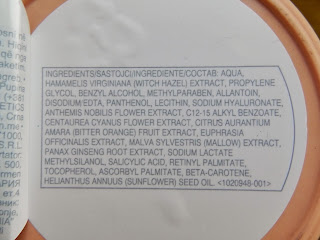 INGREDIENTS/SASTOJCI/INGREDIENTE/СОСТАВ: AQUA,
HAMAMELIS VIRGINIANA (WITCH HAZEL) EXTRACT, PROPYLENE
GLYCOL, BENZYL ALCOHOL, METHYLPARABEN, ALLANTOIN,
DISODIUM EDTA, PANTHENOL, LECITHIN, SODIUM HYALURONATE,
ANTHEMIS NOBILIS FLOWER EXTRACT, C12-15 ALKYL BENZOATE,
CENTAUREA CYANUS FLOWER EXTRACT, CITRUS AURANTIUM
AMARA (BITTER ORANGE) FRUIT EXTRACT, EUPHRASIA
OFFICINALIS EXTRACT, MALVA SYLVESTRIS (MALLOW) EXTRACT,
PANAX GINSENG ROOT EXTRACT, SODIUM LACTATE
METHYLSILANOL, SALICYLIC ACID, RETINYL PALMITATE,
TOCOPHEROL, ASCORBYL PALMITATE, BETA-CAROTENE,
HELIANTHUS ANNUUS (SUNFLOWER) SEED OIL. <1020948-001>